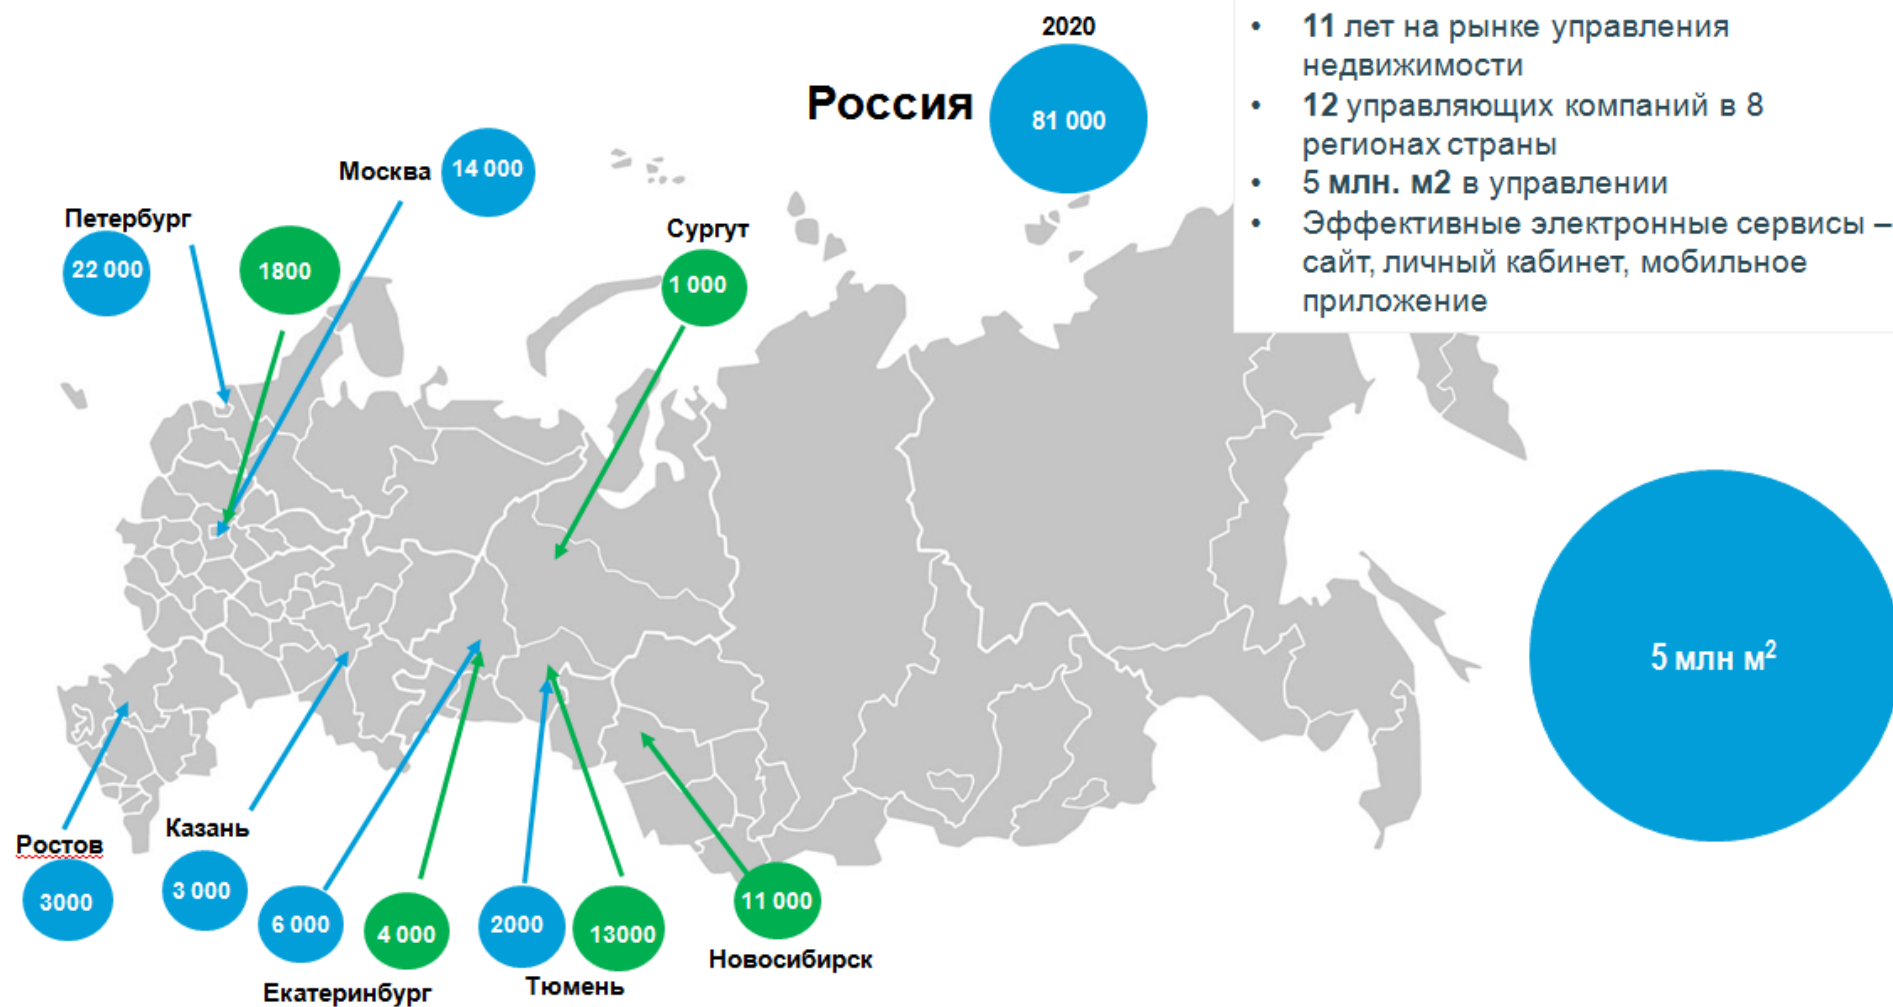 2020
Россия
81 000
• 11 лет на рынке управления
недвижимости
• 12 управляющих компаний в 8
регионах страны
• 5 млн. м2 в управлении
• Эффективные электронные сервисы –
сайт, личный кабинет, мобильное
приложение
Москва
14 000
Петербург
22 000
1800
Сургут
1 000
5 млн м²
Ростов
3000
Казань
3 000
6 000
4 000
Екатеринбург
2000
13000
Тюмень
11 000
Новосибирск